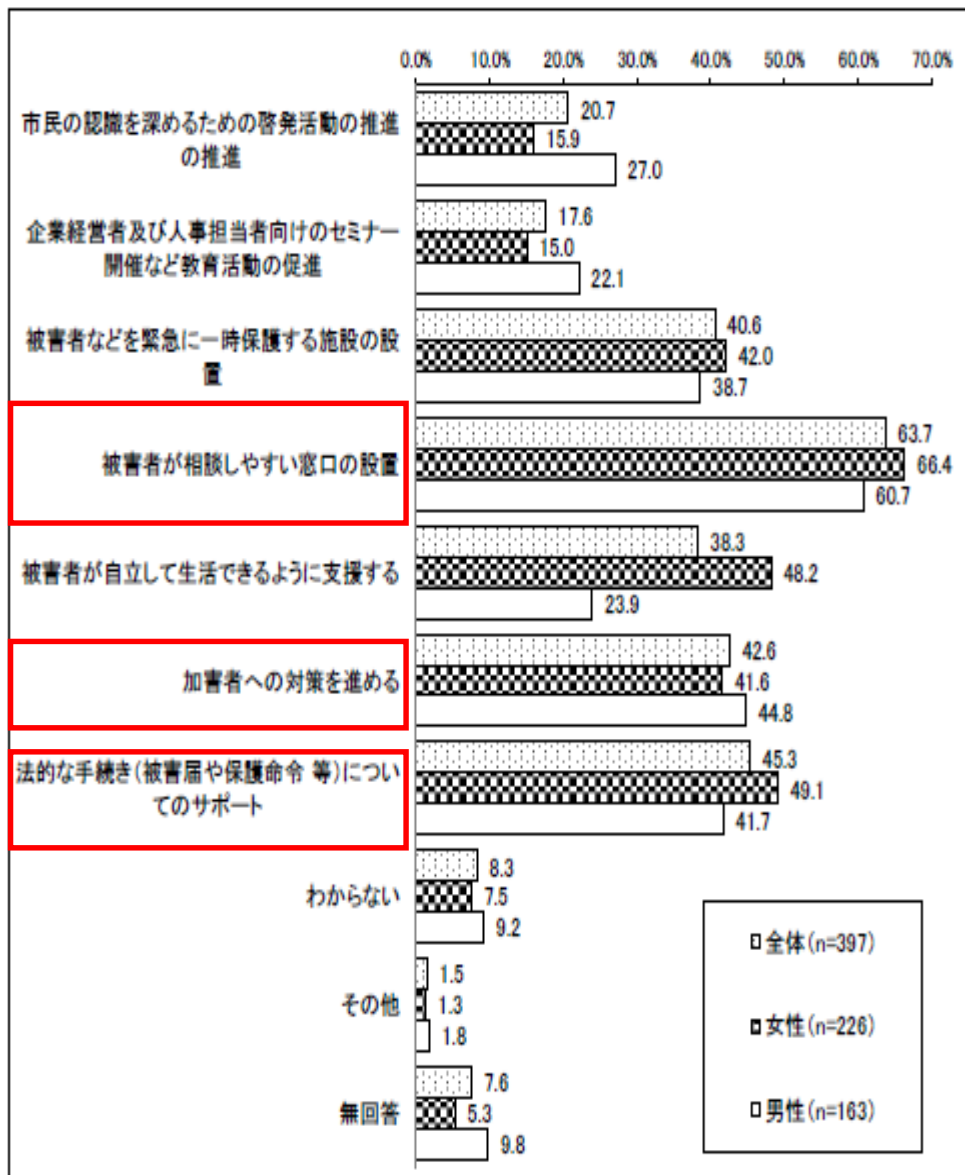 0.0% 10.0% 20.0% 30.0% 40.0% 50.0% 60.0% 70.0%
市民の認識を深めるための啓発活動の推進
の推進
20.7
15.9
27.0
企業経営者及び人事担当者向けのセミナー
開催など教育活動の促進
17.6
15.0
22.1
被害者などを緊急に一時保護する施設の設
置
40.6
42.0
38.7
被害者が相談しやすい窓口の設置
63.7
66.4
60.7
被害者が自立して生活できるように支援する
38.3
48.2
23.9
加害者への対策を進める
42.6
41.6
44.8
法的な手続き(被害届や保護命令 等)につい
てのサポート
45.3
49.1
41.7
わからない
8.3
7.5
9.2
その他
1.5
1.3
1.8
無回答
7.6
5.3
9.8
全体(n=397)
女性(n=226)
男性(n=163)